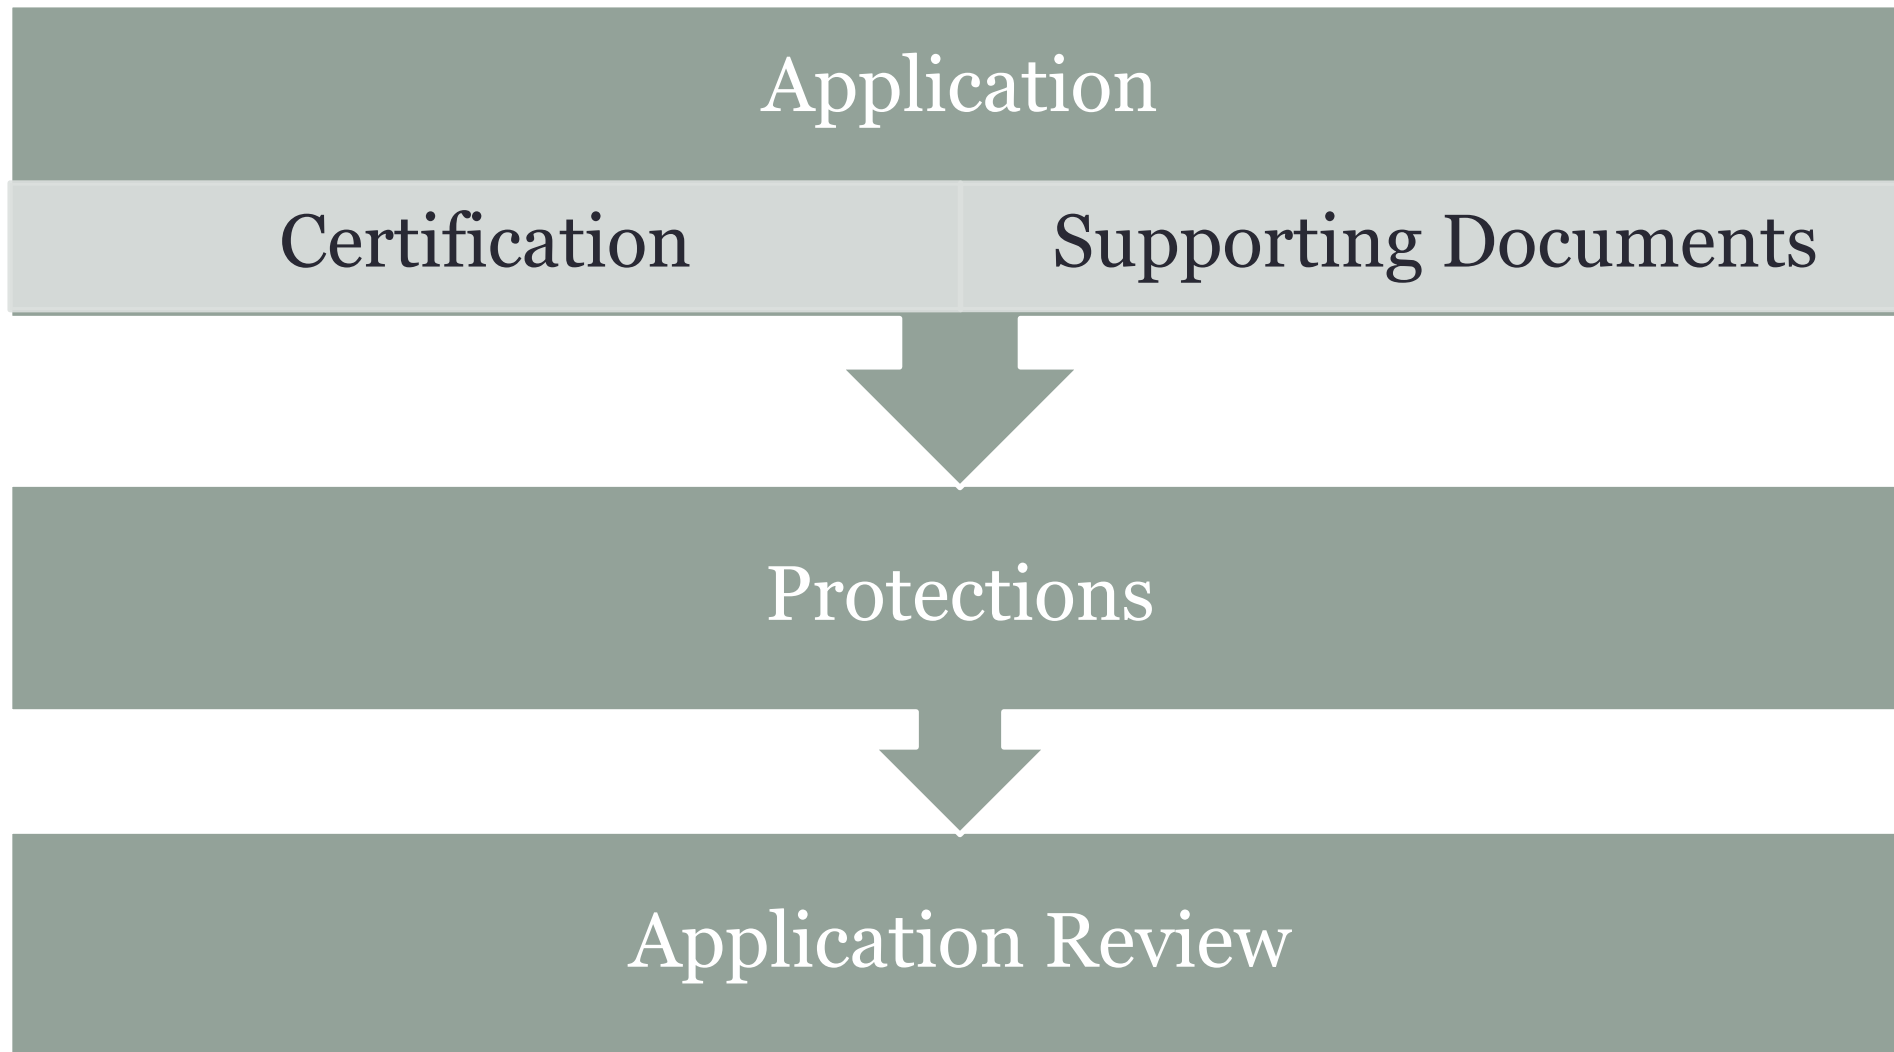 Application
Certification
Supporting Documents
Protections
Application Review